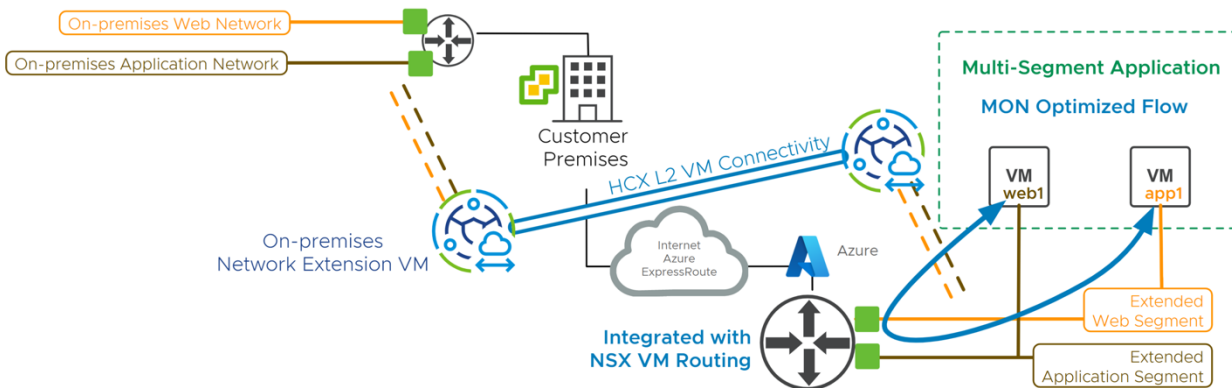 On-premises Web Network
On-premises Application Network
Customer
Premises
Multi-Segment Application
MON Optimized Flow
HCX L2 VM Connectivity
VM
web1
VM
app1
On-premises
Network Extension VM
Internet
Azure
ExpressRoute
Azure
Integrated with
NSX VM Routing
Extended
Web Segment
Extended
Application Segment